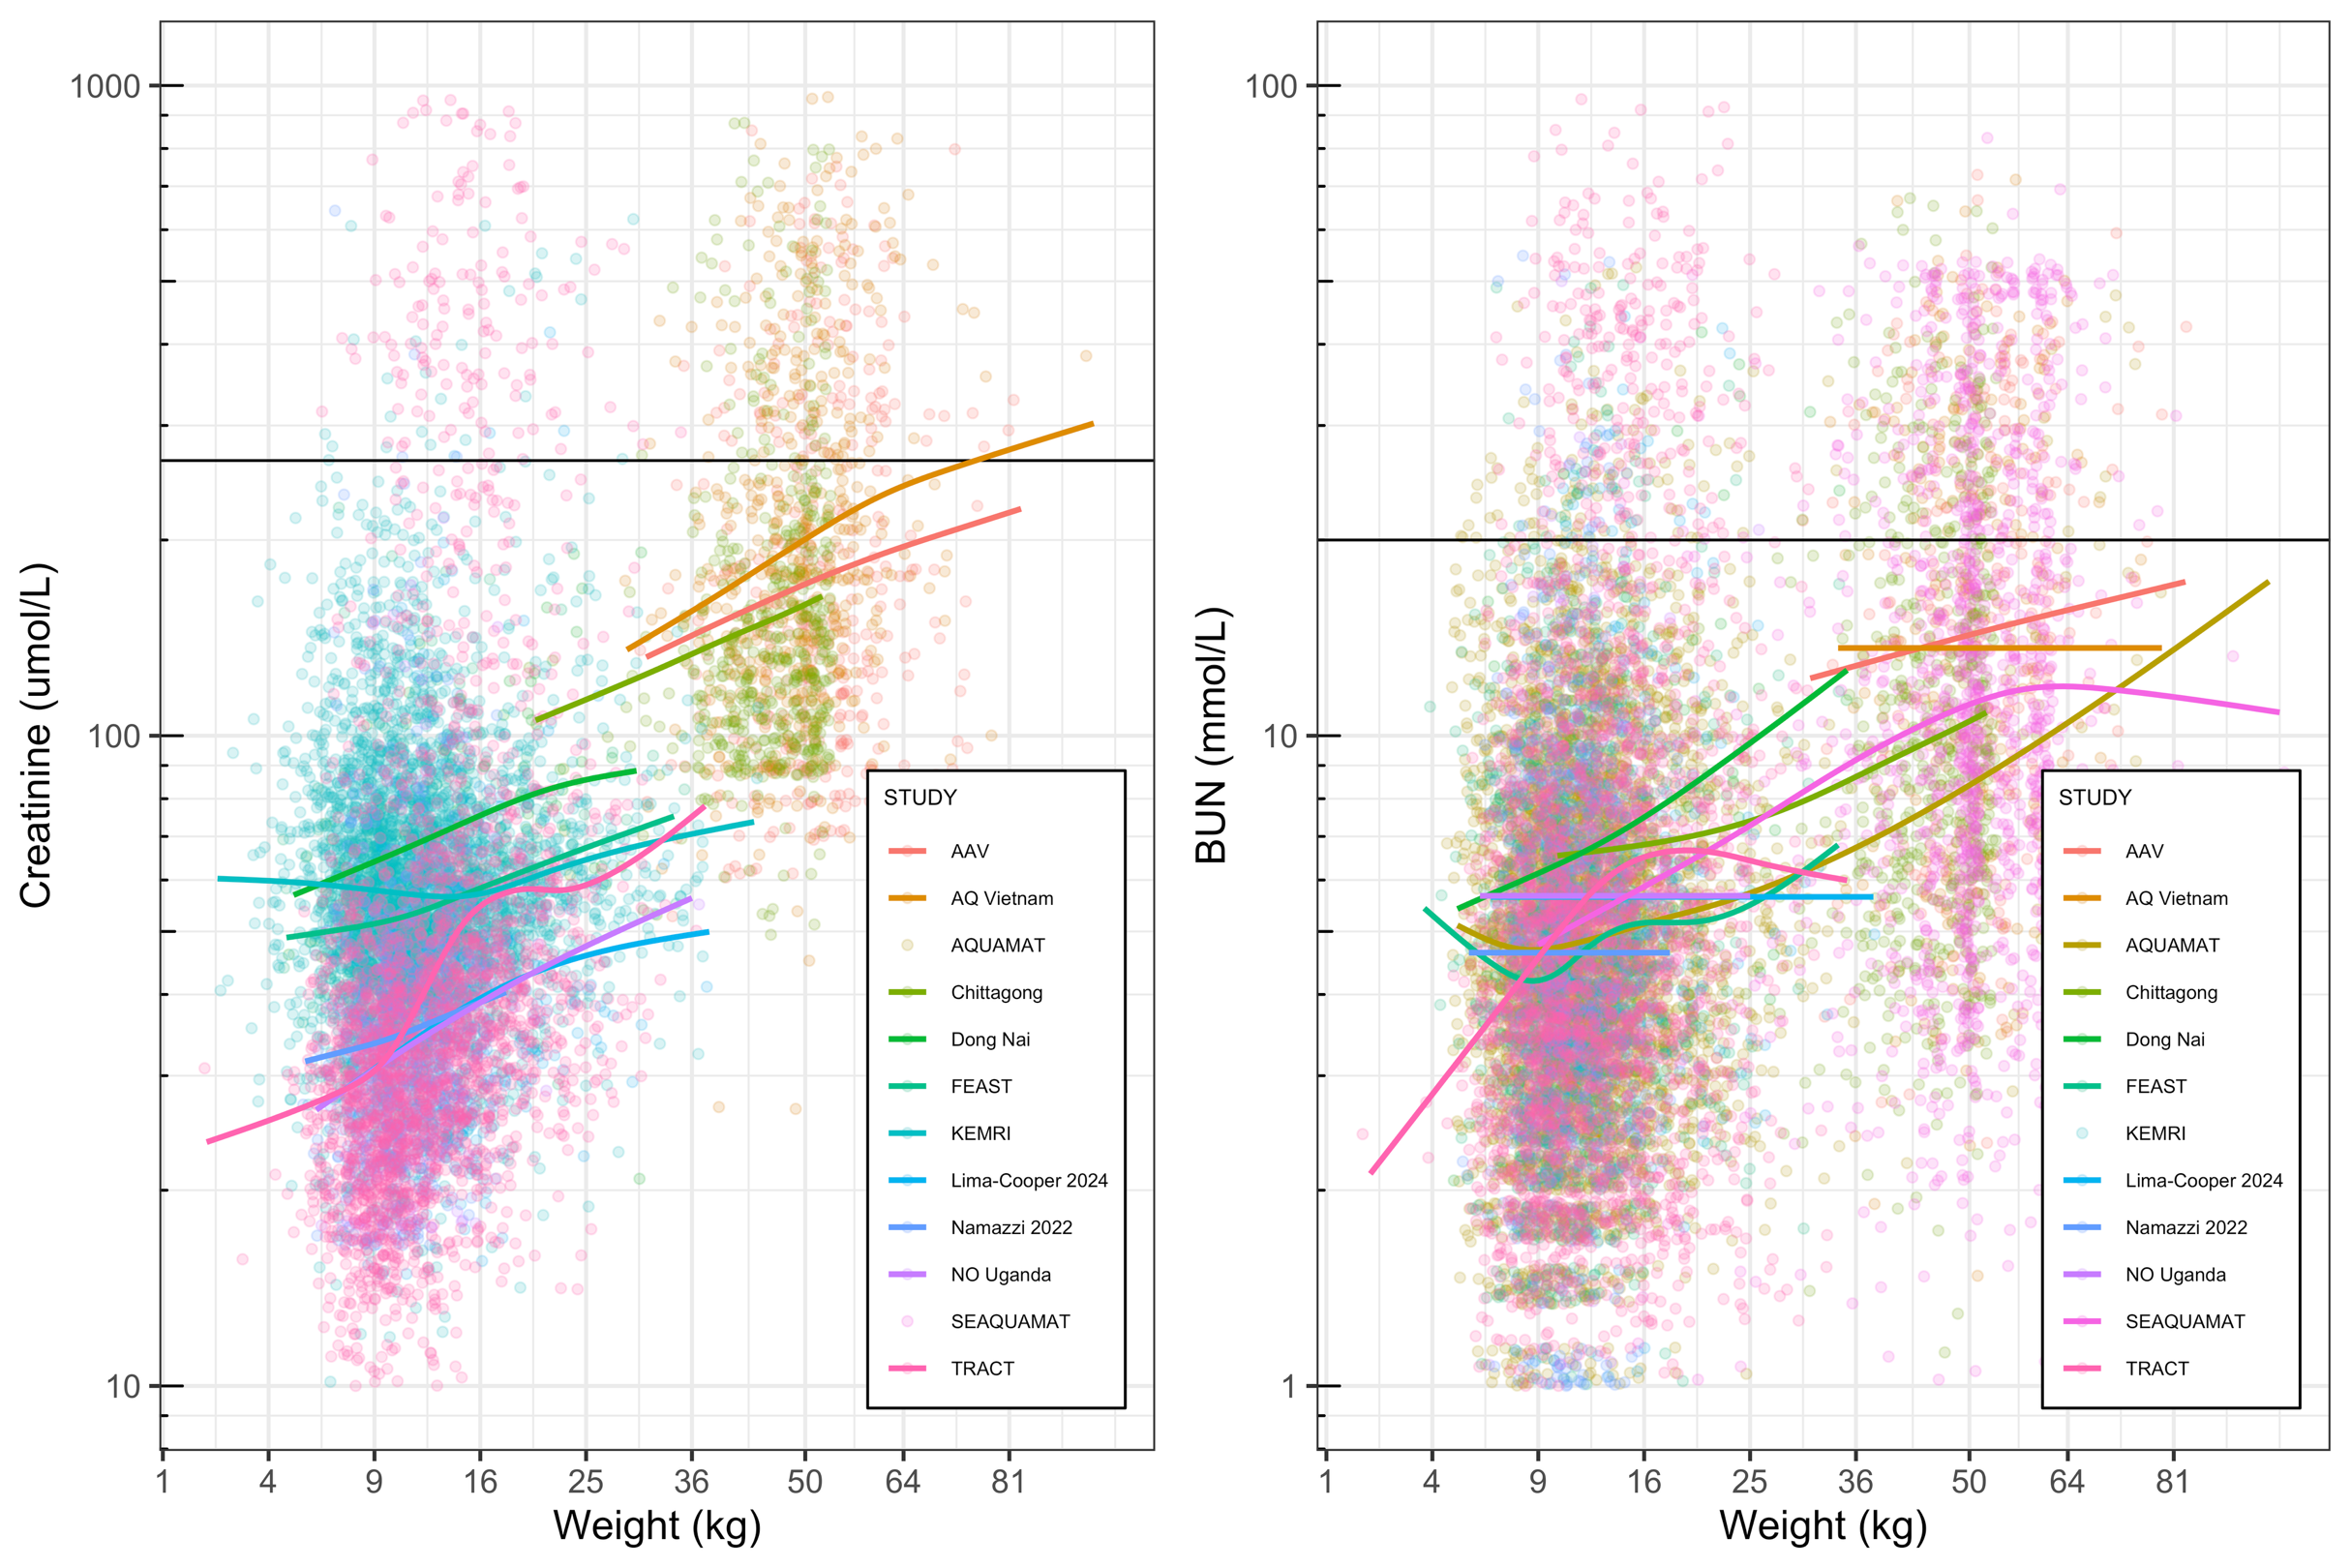 Creatinine (umol/L)
1000
100
10
1 4 9 16 25 36 50 64 81
Weight (kg)
STUDY
AAV
AQ Vietnam
AQUAMAT
Chittagong
Dong Nai
FEAST
KEMRI
Lima-Cooper 2024
Namazzi 2022
NO Uganda
SEAQUAMAT
TRACT
BUN (mmol/L)
100
10
1
1 4 9 16 25 36 50 64 81
Weight (kg)
STUDY
AAV
AQ Vietnam
AQUAMAT
Chittagong
Dong Nai
FEAST
KEMRI
Lima-Cooper 2024
Namazzi 2022
NO Uganda
SEAQUAMAT
TRACT